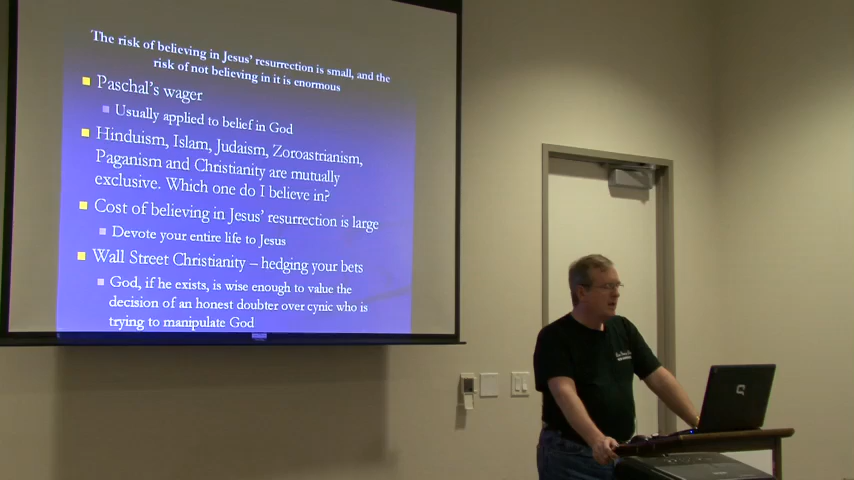 The risk of believing in Jesus' resurrection is small, and the
risk of not believing in it is enormous
Paschal's wager
Usually applied to belief in God
Hinduism, Islam, Judaism, Zoroastrianism,
Paganism and Christianity are mutually
exclusive. Which one do I believe in?
Cost of believing in Jesus' resurrection is large
Devote your entire life to Jesus
Wall Street Christianity – hedging your bets
God, if he exists, is wise enough to value the
decision of an honest doubter over cynic who is
trying to manipulate God